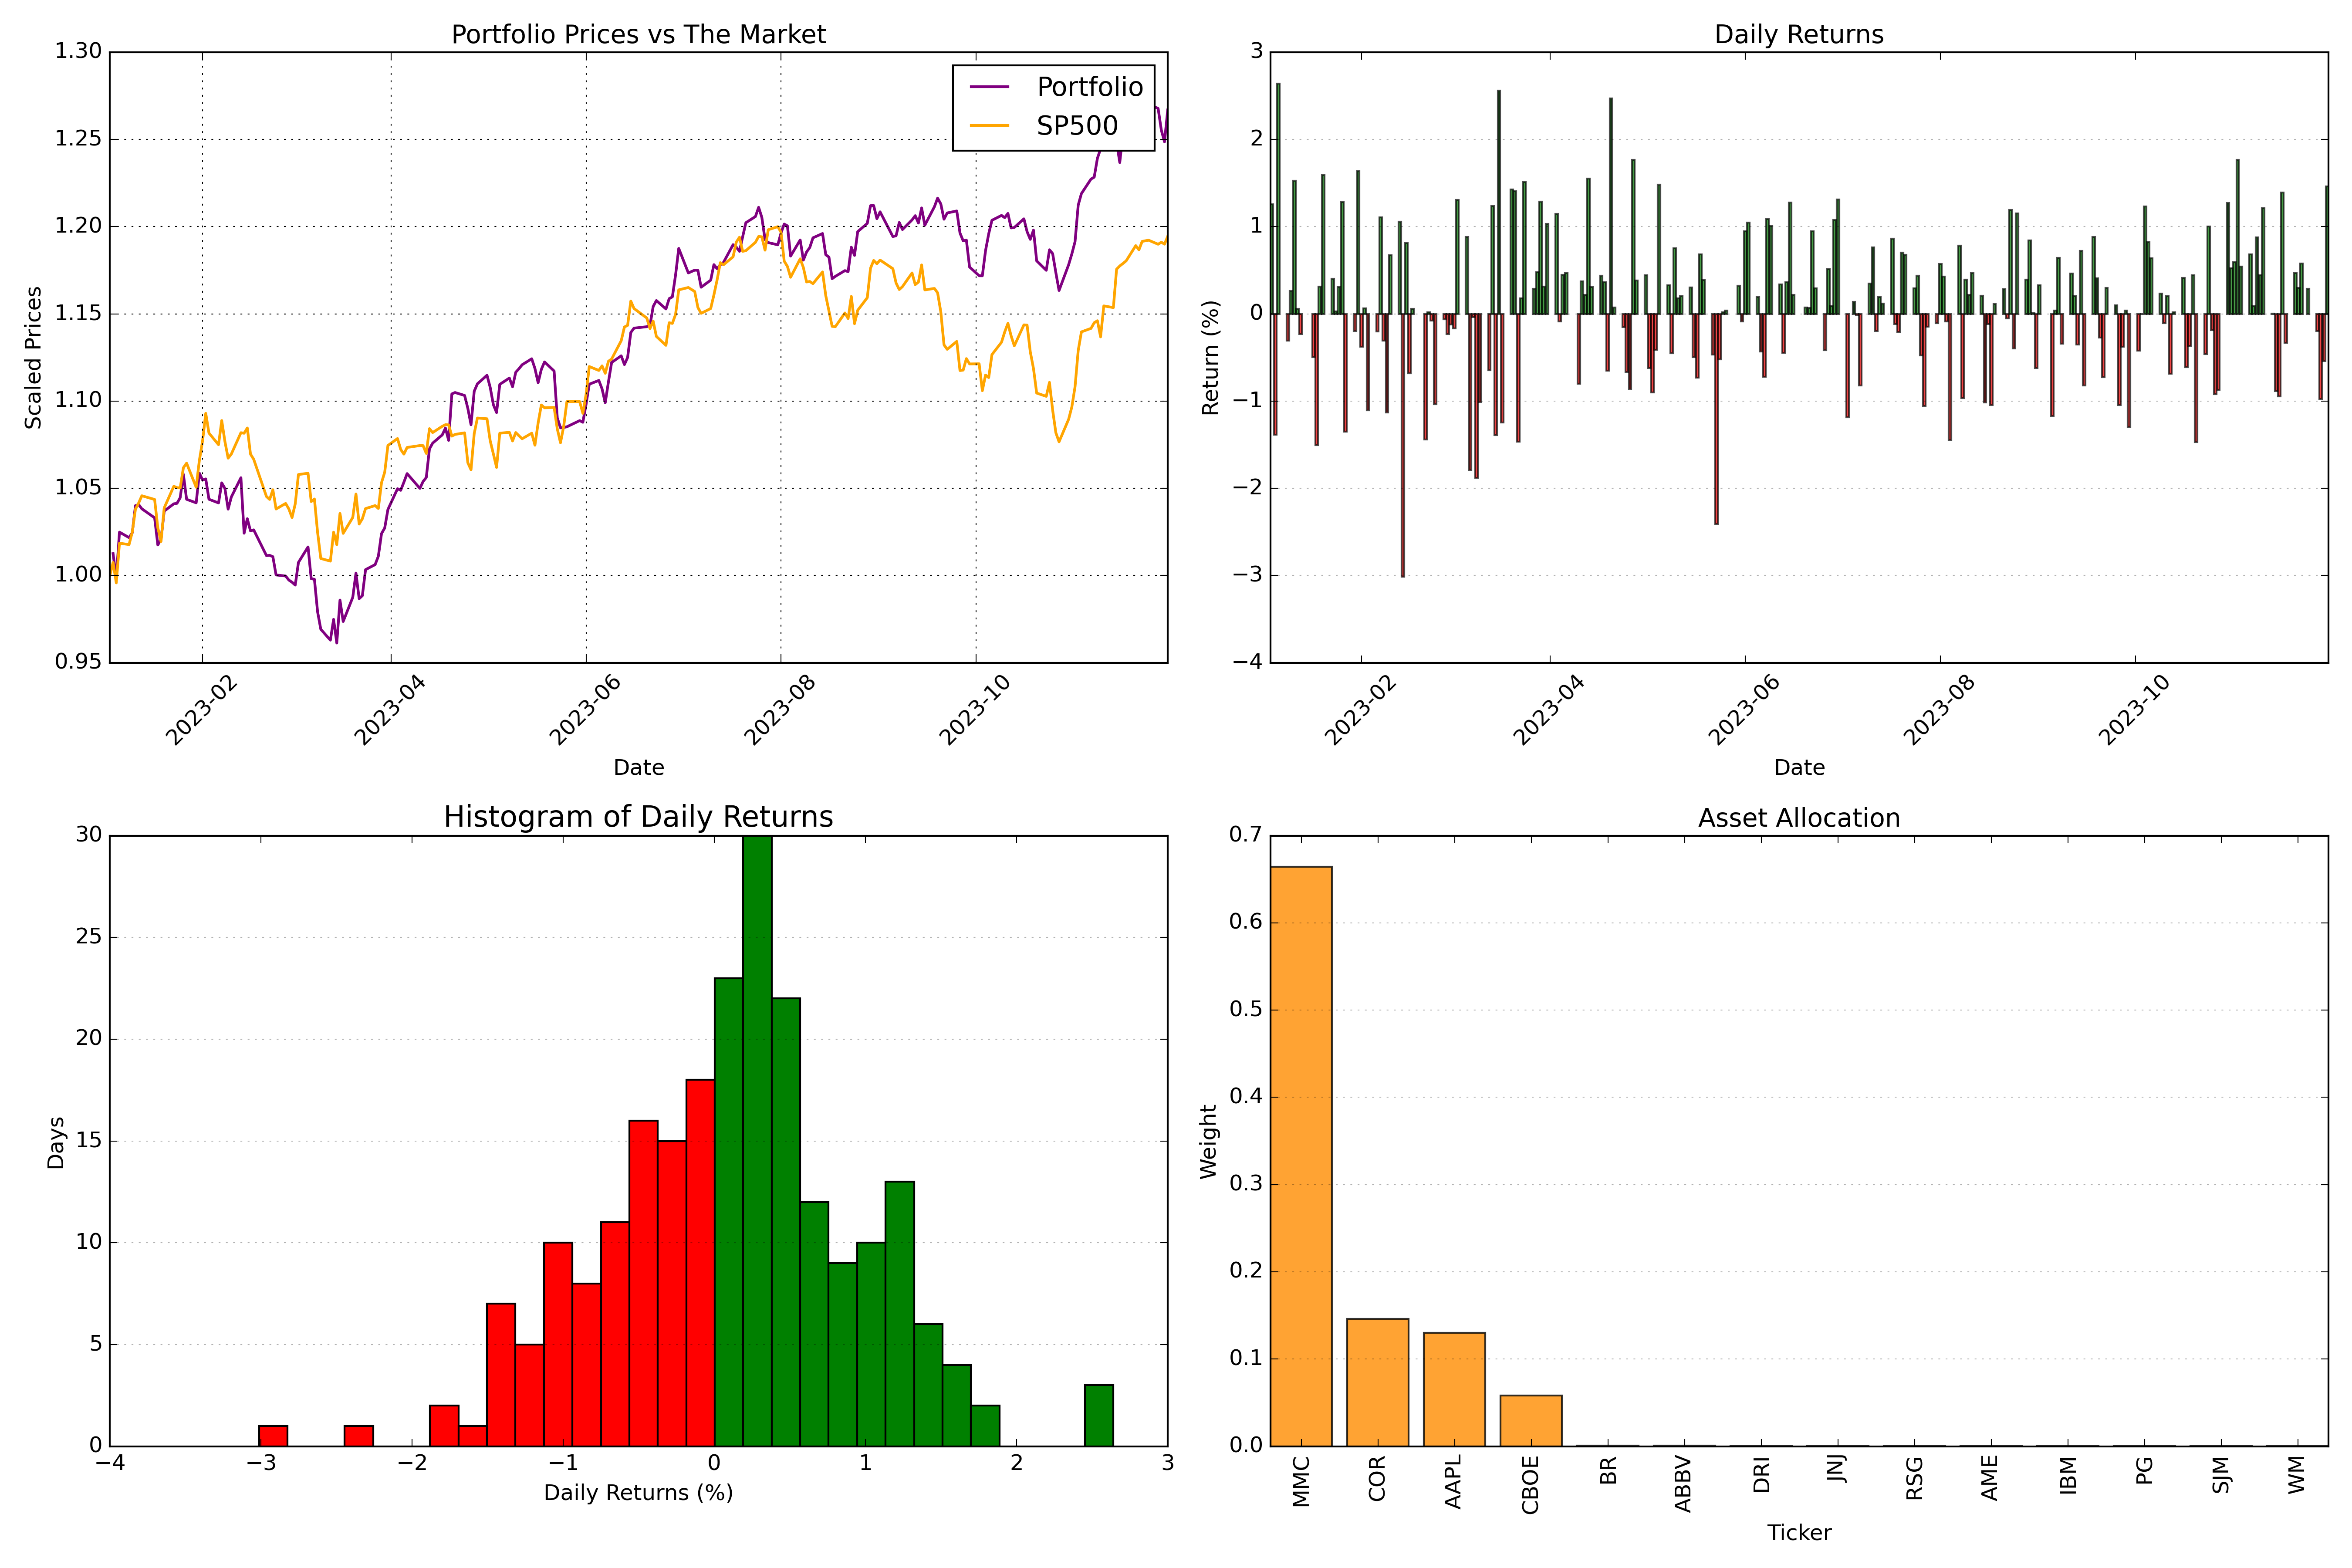 Portfolio Prices vs The Market
1.30
1.25
1.20
1.15
1.10
1.05
1.00
0.95
Scaled Prices
Portfolio
SP500
2023-02
2023-04
2023-06
2023-08
2023-10
Date
Daily Returns
3
2
1
0
−1
−2
−3
−4
Return (%)
2023-02
2023-04
2023-06
2023-08
2023-10
Date
Histogram of Daily Returns
30
25
20
15
10
5
0
Days
−4 −3 −2 −1 0 1 2 3
Daily Returns (%)
Asset Allocation
0.7
0.6
0.5
0.4
0.3
0.2
0.1
0.0
Weight
MMC
COR
AAPL
CBOE
BR
ABBV
DRI
JNJ
RSG
AME
IBM
PG
SJM
WM
Ticker